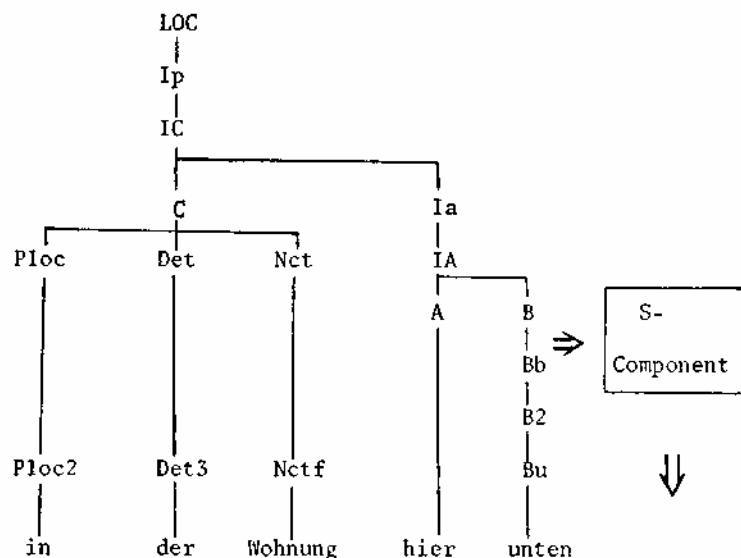 LOC
Ip
IC
C Ia
Ploc Det Nct IA
A B S-
Bb Component
B2
Ploc2 Det3 Nctf Bu
in der Wohnung hier unten